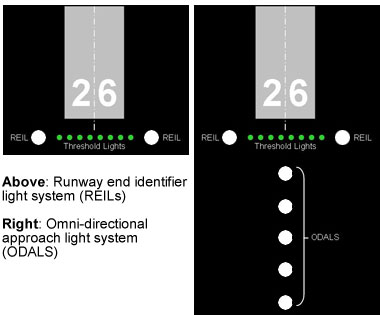 26
REIL REIL
Threshold Lights
Above: Runway end identifier
light system (REILs)
Right: Omni-directional
approach light system
(ODALS)
26
REIL REIL
Threshold Lights
ODALS